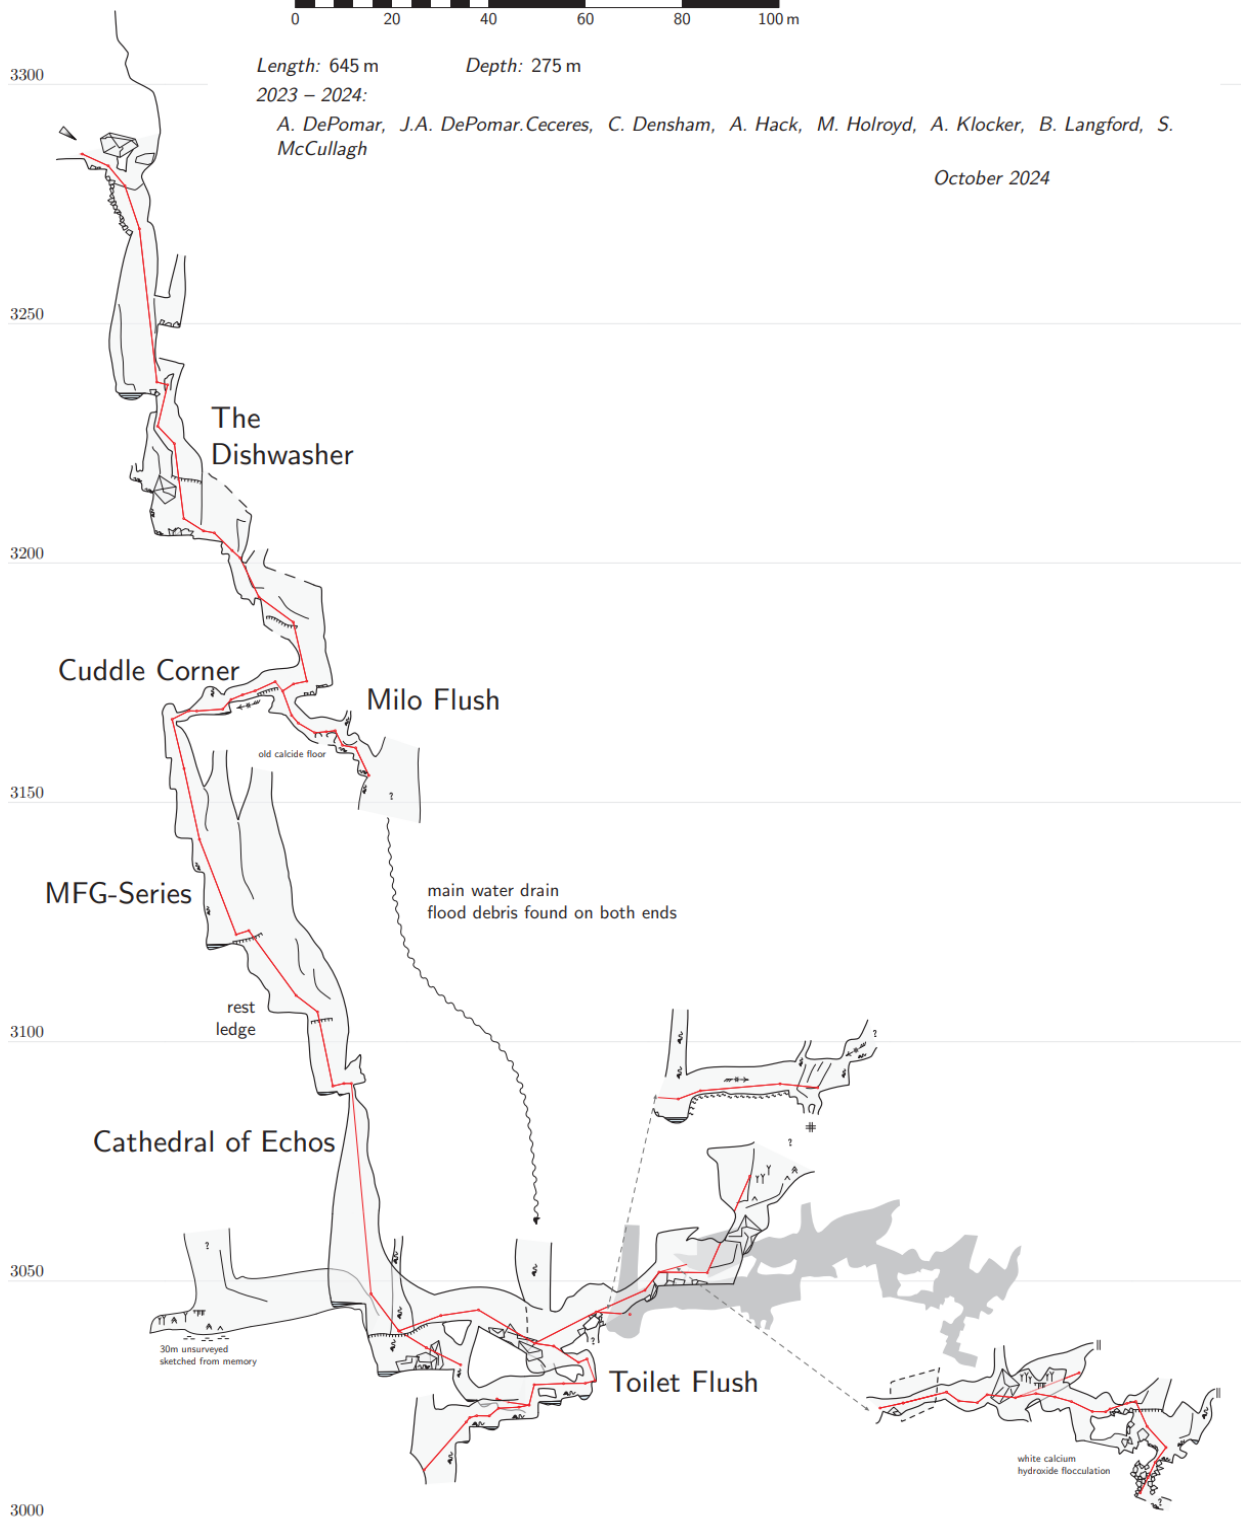 0 20 40 60 80 100 m
Length: 645 m Depth: 275 m
2023 – 2024:
A. DePomar, J.A. DePomar.Ceceres, C. Densham, A. Hack, M. Holroyd, A. Klocker, B. Langford, S.
McCullagh
October 2024
3300
3250
The
Dishwasher
3200
Cuddle Corner
Milo Flush
old calcide floor
3150
?
MFG-Series
main water drain
flood debris found on both ends
rest
ledge
3100
?
Cathedral of Echos
?
?
3050
30m unsurveyed
sketched from memory
?
Toilet Flush
white calcium
hydroxide flocculation
?
3000